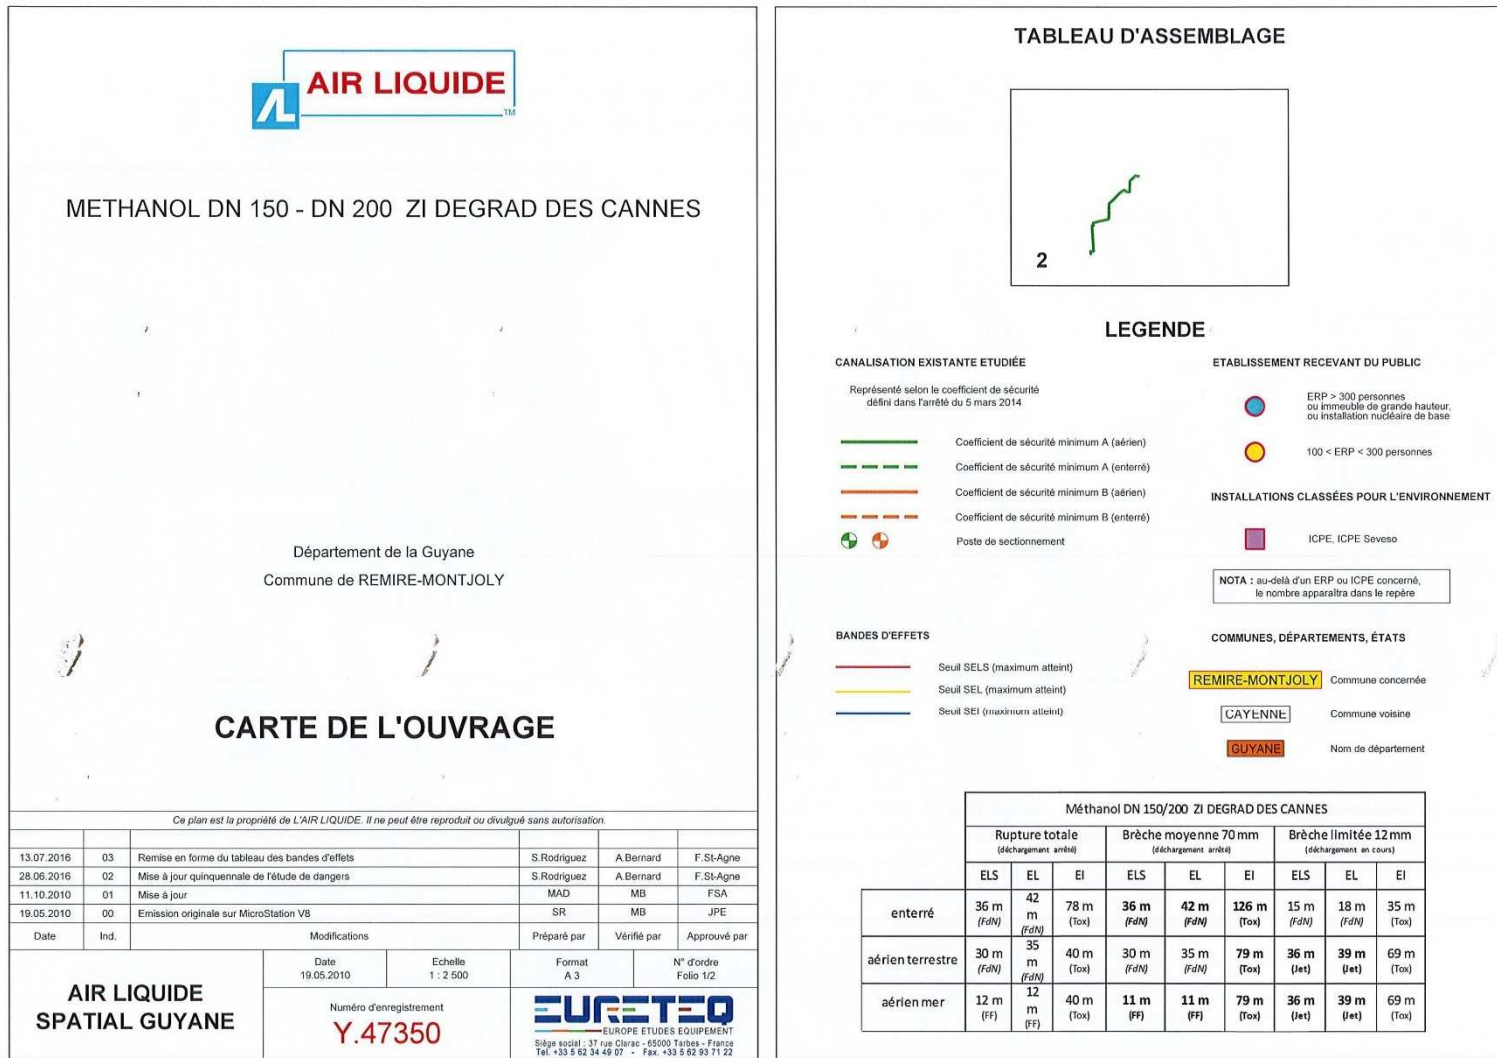 AIR LIQUIDE
TM
METHANOL DN 150 - DN 200 ZI DEGRAD DES CANNES
Département de la Guyane
Commune de REMIRE-MONTJOLY
CARTE DE L'OUVRAGE
Ce plan est la propriété de L'AIR LIQUIDE. Il ne peut être reproduit ou divulgué sans autorisation.
13.07.2016 03 Remise en forme du tableau des bandes d'effets S.Rodriguez A.Bernard F.St-Agne
28.06.2016 02 Mise à jour quinquennale de l'étude de dangers S.Rodriguez A.Bernard F.St-Agne
11.10.2010 01 Mise à jour MAD MB FSA
19.05.2010 00 Emission originale sur MicroStation V8 SR MB JPE
Date Ind. Modifications Préparé par Vérifié par Approuvé par
AIR LIQUIDE
SPATIAL GUYANE
Date
19.05.2010
Echelle
1 : 2 500
Format
A 3
N° d'ordre
Folio 1/2
Numéro d'enregistrement
Y.47350
EURETEQ
EUROPE ETUDES EQUIPEMENT
Siège social : 37 rue Clarac - 65000 Tarbes - France
Tel. +33 5 62 34 49 07 - Fax. +33 5 62 93 71 22
TABLEAU D'ASSEMBLAGE
2
LEGENDE
CANALISATION EXISTANTE ETUDIÉE
Représenté selon le coefficient de sécurité
défini dans l'arrêté du 5 mars 2014
Coefficient de sécurité minimum A (aérien)
Coefficient de sécurité minimum A (enterré)
Coefficient de sécurité minimum B (aérien)
Coefficient de sécurité minimum B (enterré)
Poste de sectionnement
ETABLISSEMENT RECEVANT DU PUBLIC
ERP > 300 personnes
ou immeuble de grande hauteur,
ou installation nucléaire de base
100 < ERP < 300 personnes
INSTALLATIONS CLASSÉES POUR L'ENVIRONNEMENT
ICPE, ICPE Seveso
NOTA : au-delà d'un ERP ou ICPE concerné,
le nombre apparaîtra dans le repère
BANDES D'EFFETS
Seuil SELS (maximum atteint)
Seuil SEL (maximum atteint)
Seuil SEI (maximum atteint)
COMMUNES, DÉPARTEMENTS, ÉTATS
REMIRE-MONTJOLY Commune concernée
CAYENNE Commune voisine
GUYANE Nom de département
Méthanol DN 150/200 ZI DEGRAD DES CANNES
Rupture totale Brèche moyenne 70 mm Brèche limitée 12 mm
(déchargement arrêté) (déchargement arrêté) (déchargement en cours)
ELS EL EI ELS EL EI ELS EL EI
enterré 36 m (FdN) 42 m (FdN) 78 m (Tox) 36 m (FdN) 42 m (FdN) 126 m (Tox) 15 m (FdN) 18 m (FdN) 35 m (Tox)
aérien terrestre 30 m (FdN) 35 m (FdN) 40 m (Tox) 30 m (FdN) 35 m (FdN) 79 m (Tox) 36 m (Jet) 39 m (Jet) 69 m (Tox)
aérien mer 12 m (FF) 12 m (FF) 40 m (Tox) 11 m (FF) 11 m (FF) 79 m (Tox) 36 m (Jet) 39 m (Jet) 69 m (Tox)